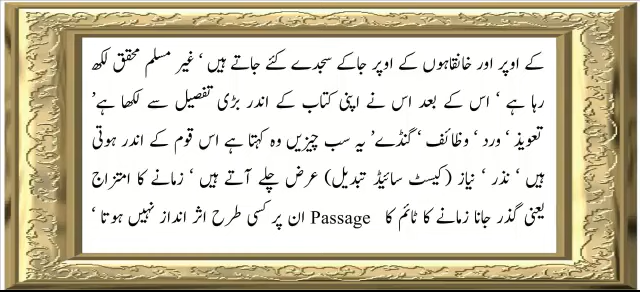 کے اوپر اور خانقاہوں کے اوپر جاکے سجدے کئے جاتے ہیں ‘ غیر مسلم محقق لکھ
رہا ہے ‘ اس کے بعد اس نے اپنی کتاب کے اندر بڑی تفصیل سے لکھا ہے’
تعویذ ‘ ورد ‘ وظائف ‘ گنڈے’ یہ سب چیزیں وہ کہتا ہے اس قوم کے اندر ہوتی
ہیں ‘ نذر ‘ نیاز (کیسٹ سائیڈ تبدیل) عرض چلے آتے ہیں ‘ زمانے کا امتزاج
یعنی گذر جانا زمانے کا ٹائم کا Passage ان پر کسی طرح اثر انداز نہیں ہوتا ‘